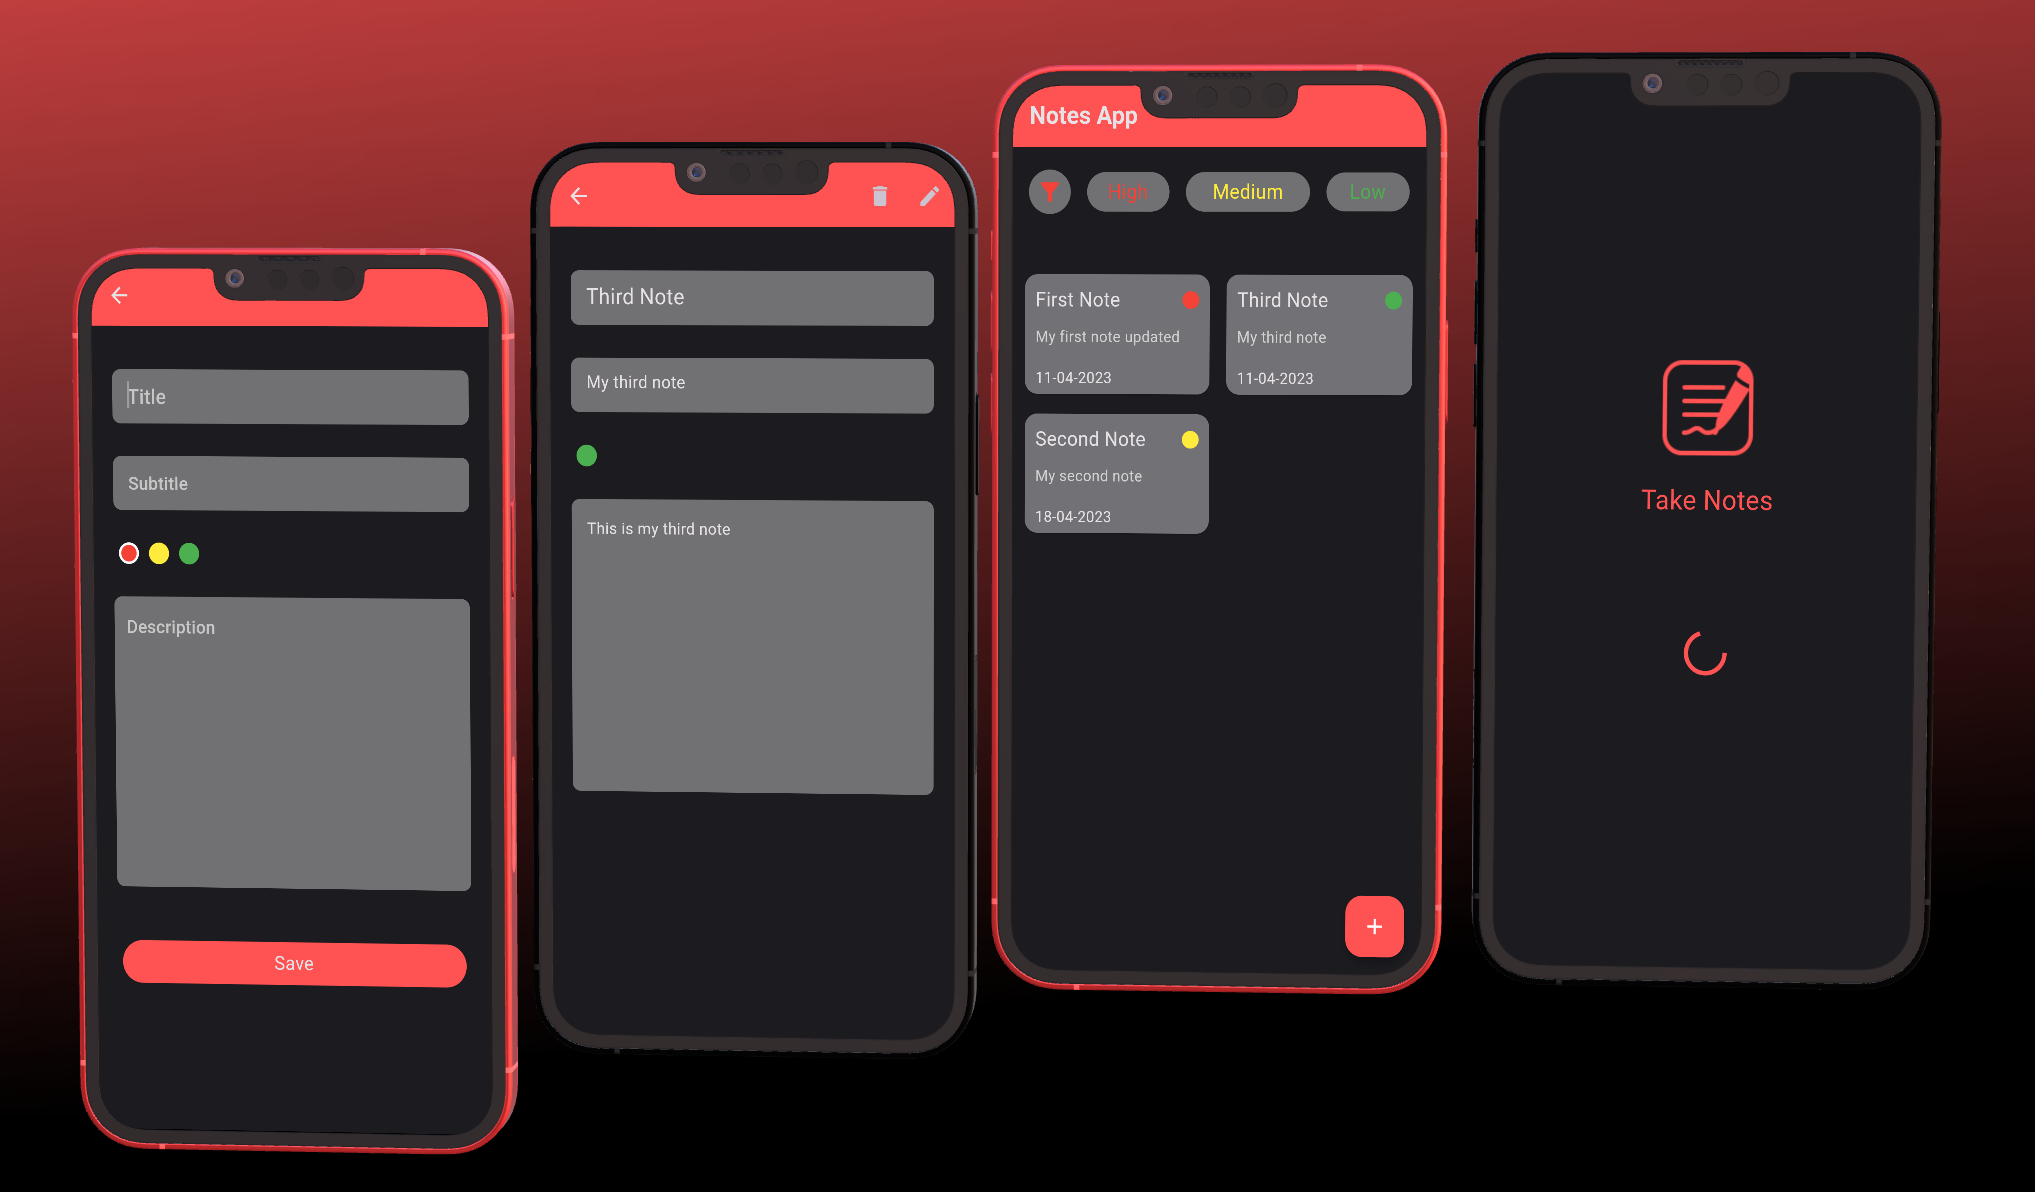 Title
Subtitle
Description
Save
Third Note
My third note
This is my third note
Notes App
High
Medium
Low
First Note
My first note updated
11-04-2023
Third Note
My third note
11-04-2023
Second Note
My second note
18-04-2023
+
Take Notes